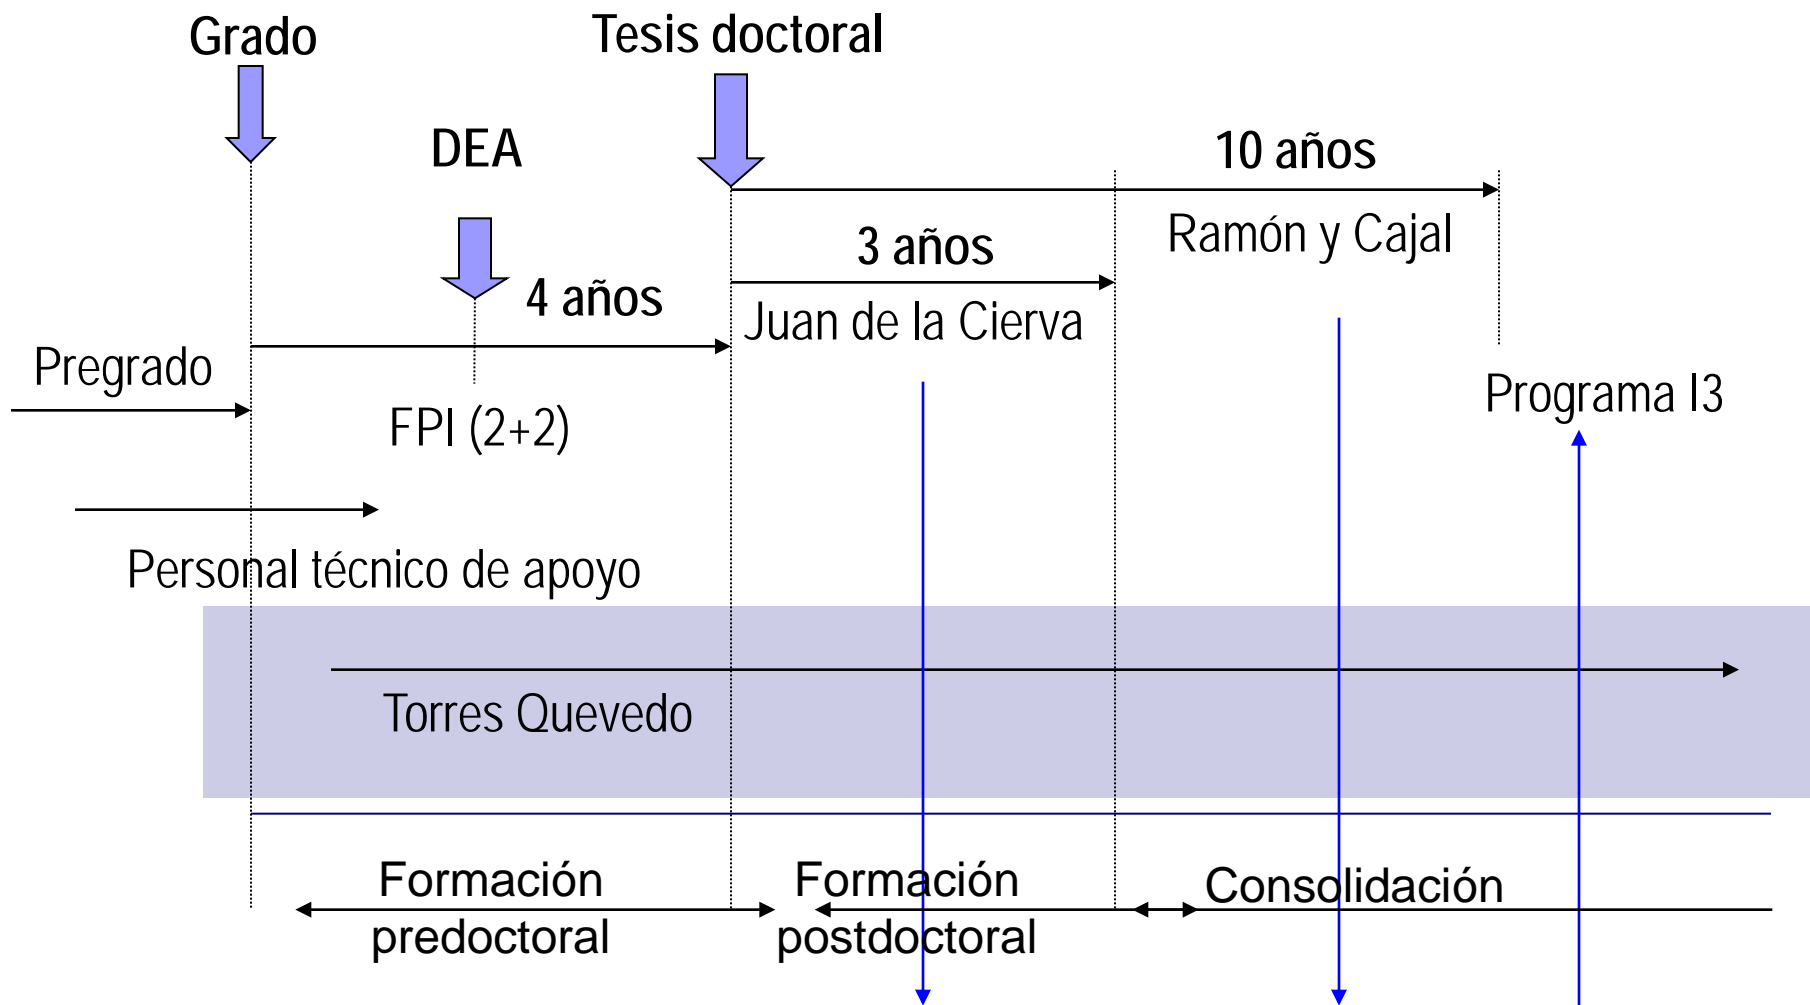 Grado
Tesis doctoral
DEA
10 años
Ramón y Cajal
3 años
4 años
Juan de la Cierva
Pregrado
Programa I3
FPI (2+2)
Personal técnico de apoyo
Torres Quevedo
Formación
predoctoral
Formación
postdoctoral
Consolidación